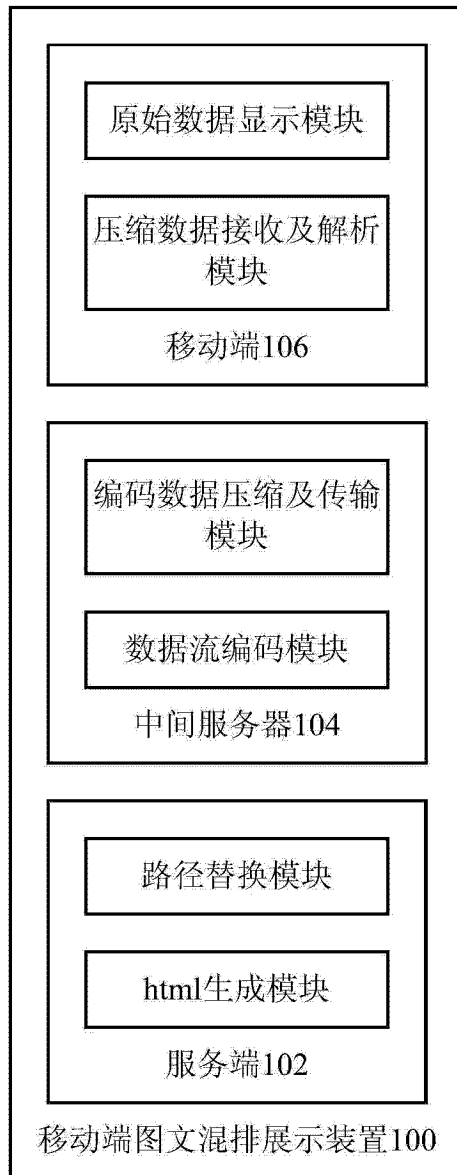 原始数据显示模块
压缩数据接收及解析
模块
移动端106
编码数据压缩及传输
模块
数据流编码模块
中间服务器104
路径替换模块
html生成模块
服务端102
移动端图文混排展示装置100